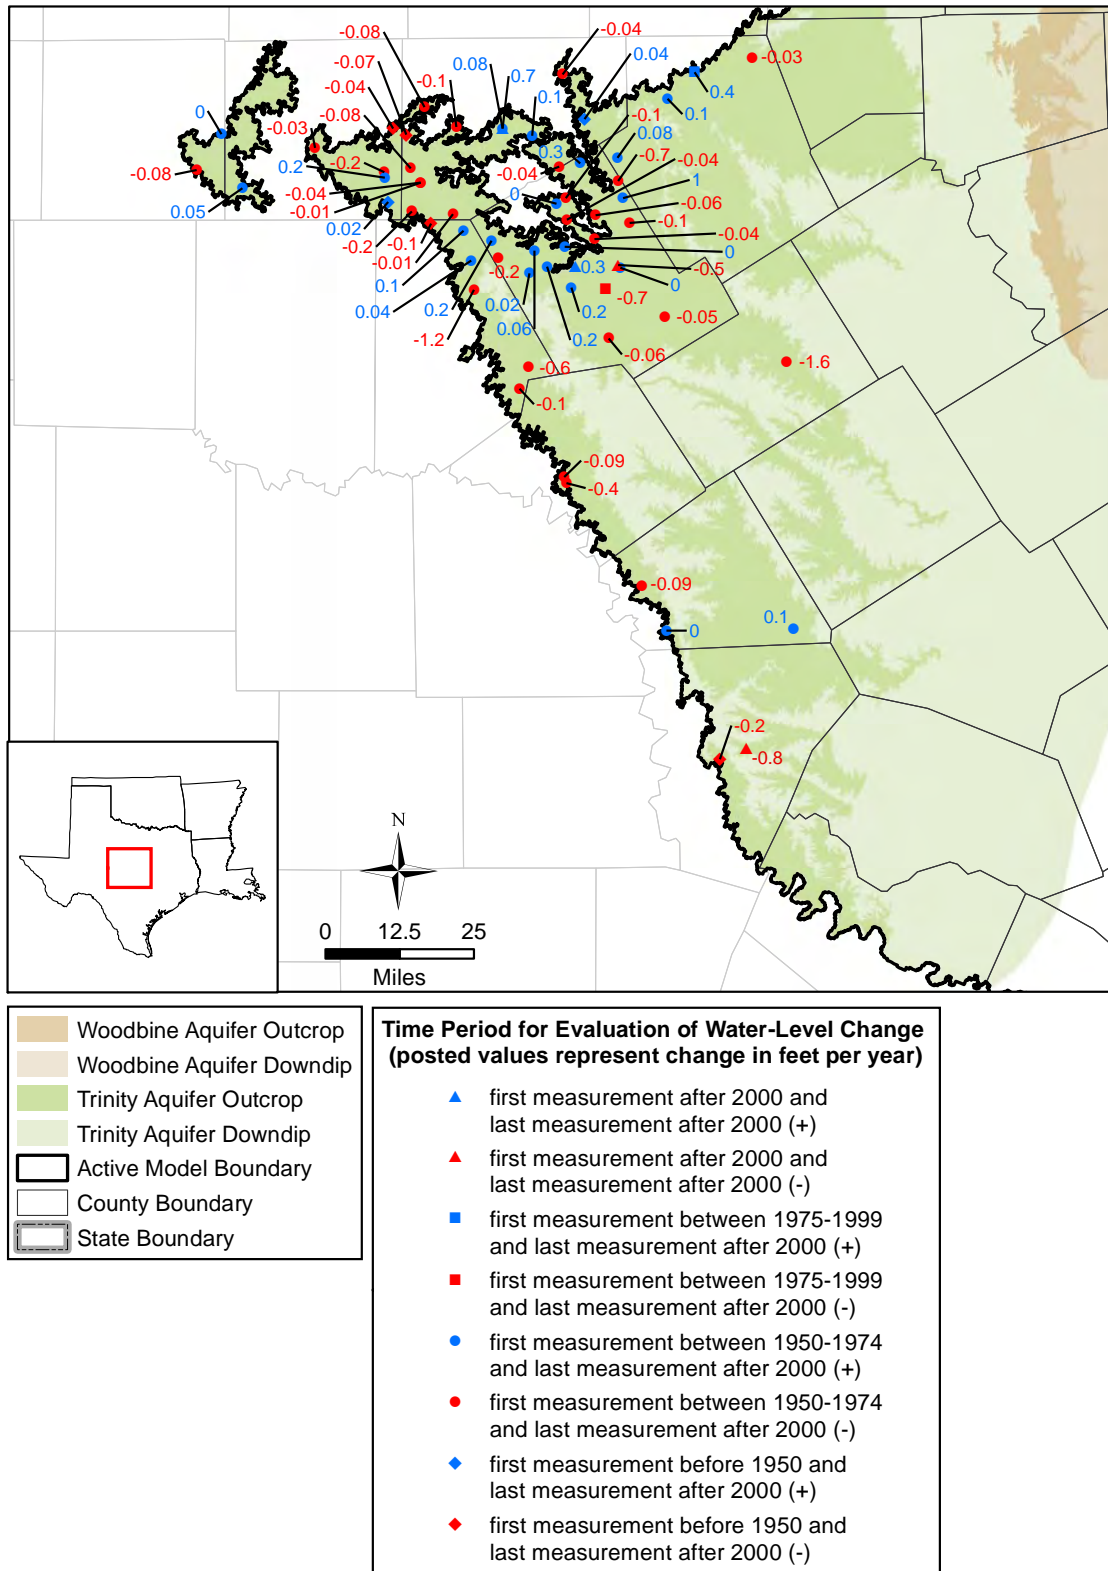 -0.08
-0.04
-0.03
-0.07
-0.1
0.08
0.7
0.04
0.4
-0.04
0.1
0.1
-0.08
-0.1
0
-0.03
0.08
0.3
-0.7
-0.2
-0.04
-0.04
-0.08
0.2
1
0.05
-0.04
0
-0.06
-0.01
-0.1
0.02
-0.2
-0.1
-0.04
0
-0.01
-0.2
0.3
-0.5
0.1
0
0.04
0.2
0.02
-0.7
0.2
-1.2
0.06
-0.05
0.2
-0.06
-1.6
-0.6
-0.1
-0.09
-0.4
-0.09
0.1
0
-0.2
-0.8
N
0 12.5 25
Miles
Woodbine Aquifer Outcrop
Woodbine Aquifer Downdip
Trinity Aquifer Outcrop
Trinity Aquifer Downdip
Active Model Boundary
County Boundary
State Boundary
Time Period for Evaluation of Water-Level Change
(posted values represent change in feet per year)
first measurement after 2000 and
last measurement after 2000 (+)
first measurement after 2000 and
last measurement after 2000 (-)
first measurement between 1975-1999
and last measurement after 2000 (+)
first measurement between 1975-1999
and last measurement after 2000 (-)
first measurement between 1950-1974
and last measurement after 2000 (+)
first measurement between 1950-1974
and last measurement after 2000 (-)
first measurement before 1950 and
last measurement after 2000 (+)
first measurement before 1950 and
last measurement after 2000 (-)